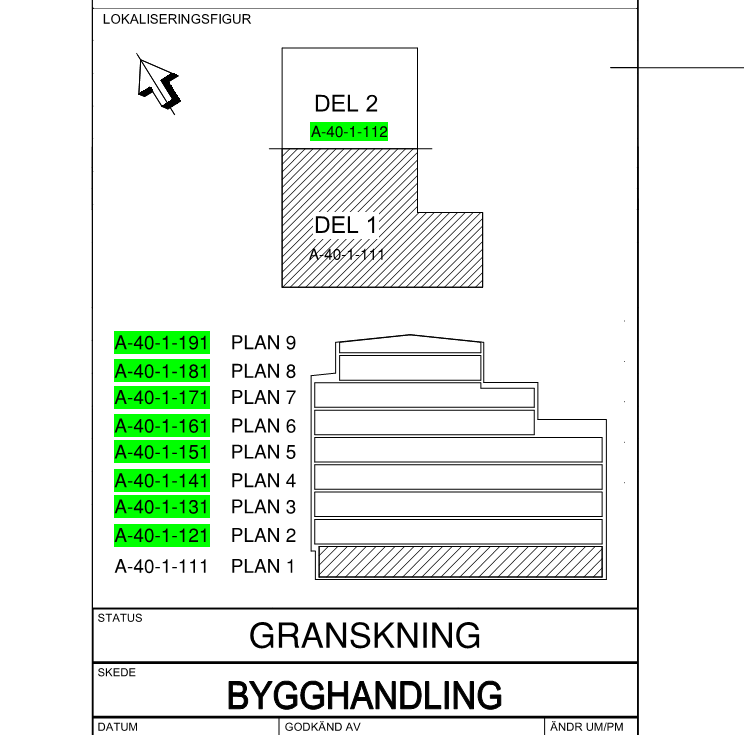 LOKALISERINGSFIGUR
DEL 2
A-40-1-112
DEL 1
A-40-1-111
A-40-1-191 PLAN 9
A-40-1-181 PLAN 8
A-40-1-171 PLAN 7
A-40-1-161 PLAN 6
A-40-1-151 PLAN 5
A-40-1-141 PLAN 4
A-40-1-131 PLAN 3
A-40-1-121 PLAN 2
A-40-1-111 PLAN 1
STATUS
GRANSKNING
SKEDE
BYGGHANDLING
DATUM GODKÄND AV ÄNDR UM/PM